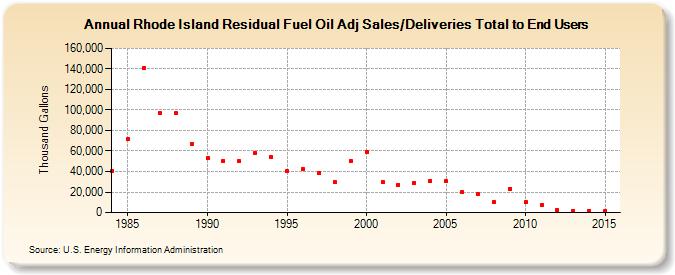 Annual Rhode Island Residual Fuel Oil Adj Sales/Deliveries Total to End Users
Thousand Gallons
160,000
140,000
120,000
100,000
80,000
60,000
40,000
20,000
0
1985 1990 1995 2000 2005 2010 2015
Source: U.S. Energy Information Administration